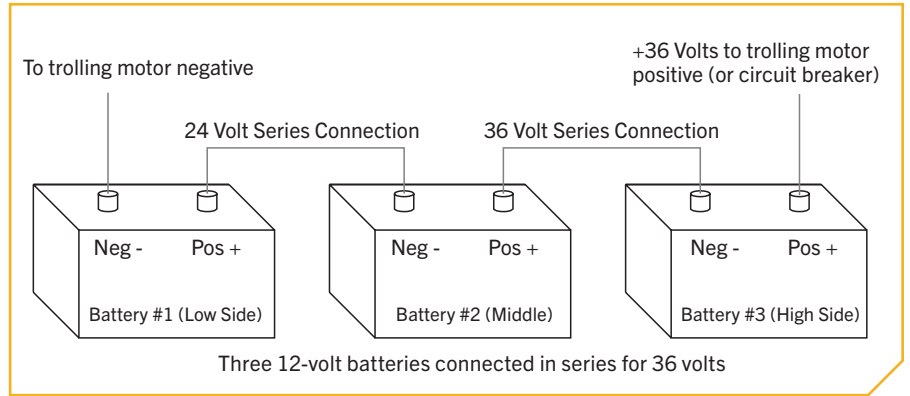 To trolling motor negative
+36 Volts to trolling motor
positive (or circuit breaker)
24 Volt Series Connection
36 Volt Series Connection
Neg - Pos +
Neg - Pos +
Neg - Pos +
Battery #1 (Low Side)
Battery #2 (Middle)
Battery #3 (High Side)
Three 12-volt batteries connected in series for 36 volts